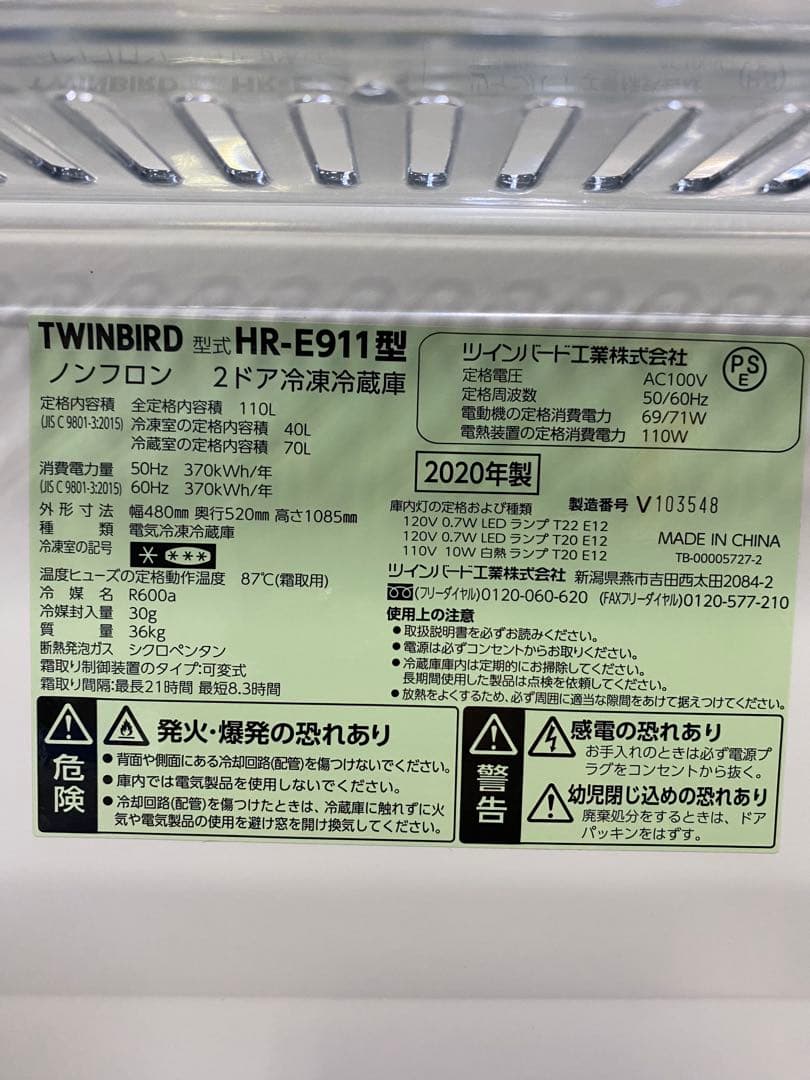 TWINBIRD 型式 HR-E911型
ノンフロン 2ドア冷凍冷蔵庫
定格内容積 全定格内容積 110L
(JIS C 9801-3:2015) 冷凍室の定格内容積 40L
冷蔵室の定格内容積 70L
消費電力量 50Hz 370kWh/年
(JIS C 9801-3:2015) 60Hz 370kWh/年
外形寸法 幅480mm 奥行520mm 高さ1085mm
種類 電気冷凍冷蔵庫
冷凍室の記号
温度ヒューズの定格動作温度 87℃(霜取用)
冷媒 R600a
冷媒封入量 30g
質量 36kg
断熱発泡ガス シクロペンタン
霜取り制御装置のタイプ:可変式
霜取り間隔:最長21時間 最短8.3時間
ツインバード工業株式会社
定格電圧 AC100V
定格周波数 50/60Hz
電動機の定格消費電力 69/71W
電熱装置の定格消費電力 110W
PS
E
2020年製
製造番号 V103548
庫内灯の定格および種類
120V 0.7W LED ランプ T22 E12
120V 0.7W LED ランプ T20 E12
110V 10W 白熱 ランプ T20 E12
MADE IN CHINA
TB-00005727-2
ツインバード工業株式会社 新潟県燕市吉田西太田2084-2
(フリーダイヤル)0120-060-620 (FAXフリーダイヤル)0120-577-210
使用上の注意
●取扱説明書を必ずお読みください。
●電源は必ずコンセントからお取りください。
●冷蔵庫庫内は定期的にお掃除してください。
長期間使用した製品は点検を依頼してください。
●放熱をよくするため、必ず周囲に適当な隙間をあけて据えつけてください。
危険
発火・爆発の恐れあり
●背面や側面にある冷却回路(配管)を傷つけないでください。
●庫内では電気製品を使用しないでください。
●冷却回路(配管)を傷つけたときは、冷蔵庫に触れずに火
気や電気製品の使用を避け窓を開け換気してください。
警告
感電の恐れあり
お手入れのときは必ず電源プ
ラグをコンセントから抜く。
幼児閉じ込めの恐れあり
廃棄処分をするときは、ドア
パッキンをはずす。